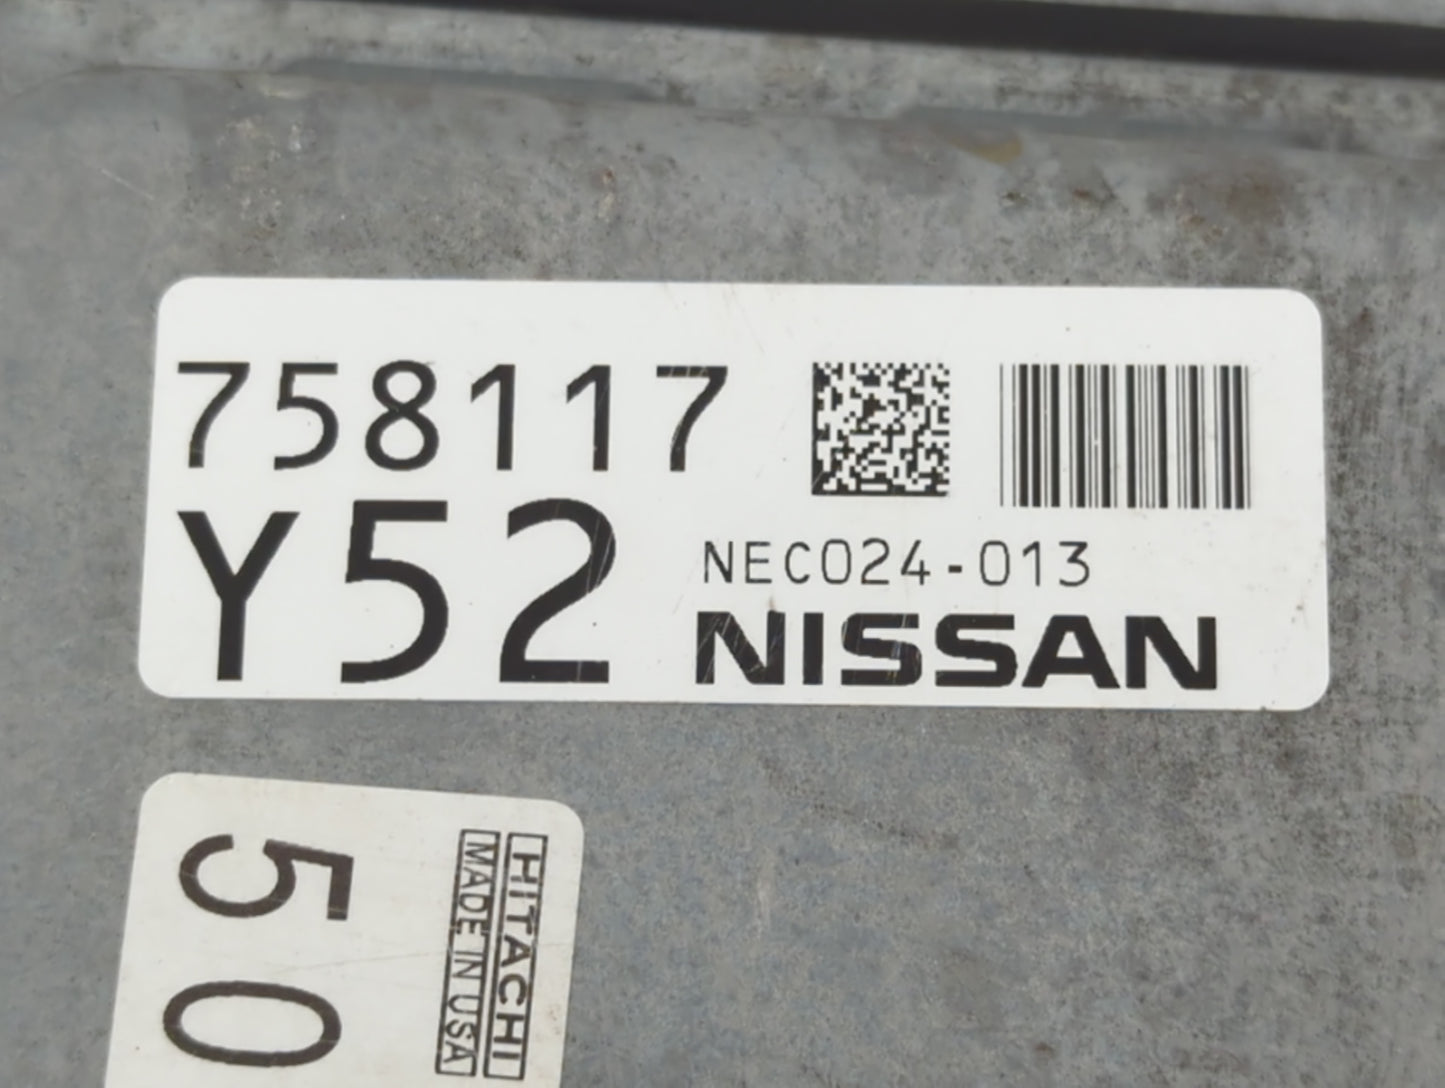 758117
Y52
NEC024-013
NISSAN
50
HITACHI
MADE IN USA